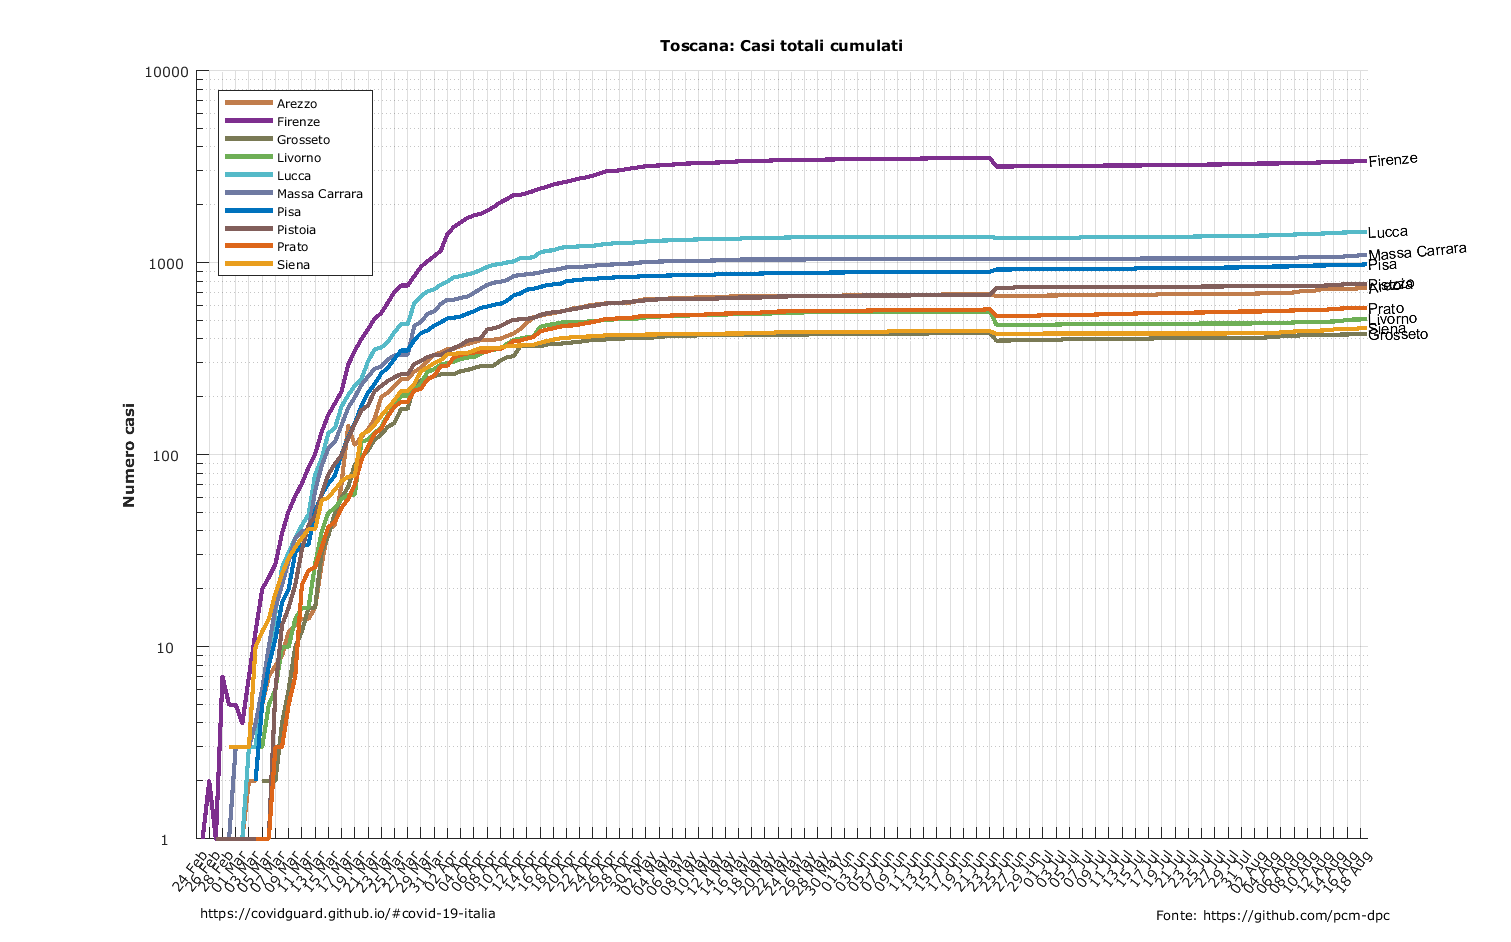 Toscana: Casi totali cumulati
10000
1000
100
10
1
Numero casi
Arezzo
Firenze
Grosseto
Livorno
Lucca
Massa Carrara
Pisa
Pistoia
Prato
Siena
Firenze
Lucca
Massa Carrara
Pisa
Pistoia
Arezzo
Prato
Livorno
Siena
Grosseto
24 Feb
26 Feb
28 Feb
01 Mar
03 Mar
05 Mar
07 Mar
09 Mar
11 Mar
13 Mar
15 Mar
17 Mar
19 Mar
21 Mar
23 Mar
25 Mar
27 Mar
29 Mar
31 Mar
02 Apr
04 Apr
06 Apr
08 Apr
10 Apr
12 Apr
14 Apr
16 Apr
18 Apr
20 Apr
22 Apr
24 Apr
26 Apr
28 Apr
30 Apr
02 May
04 May
06 May
08 May
10 May
12 May
14 May
16 May
18 May
20 May
22 May
24 May
26 May
28 May
30 May
01 Jun
03 Jun
05 Jun
07 Jun
09 Jun
11 Jun
13 Jun
15 Jun
17 Jun
19 Jun
21 Jun
23 Jun
25 Jun
27 Jun
29 Jun
01 Jul
03 Jul
05 Jul
07 Jul
09 Jul
11 Jul
13 Jul
15 Jul
17 Jul
19 Jul
21 Jul
23 Jul
25 Jul
27 Jul
29 Jul
31 Jul
02 Aug
04 Aug
06 Aug
08 Aug
10 Aug
12 Aug
14 Aug
16 Aug
18 Aug
https://covidguard.github.io/#covid-19-italia
Fonte: https://github.com/pcm-dpc